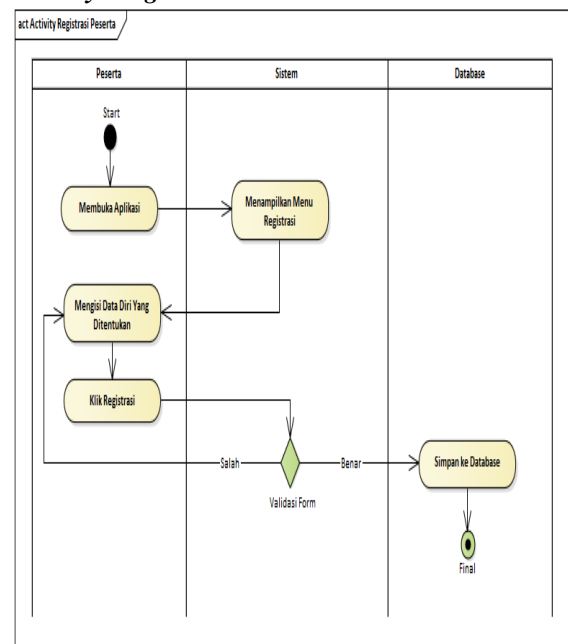 act Activity Registrasi Peserta
Peserta
Sistem
Database
Start
Membuka Aplikasi
Menampilkan Menu
Registrasi
Mengisi Data Diri Yang
Ditentukan
Klik Registrasi
Salah
Benar
Validasi Form
Simpan ke Database
Final